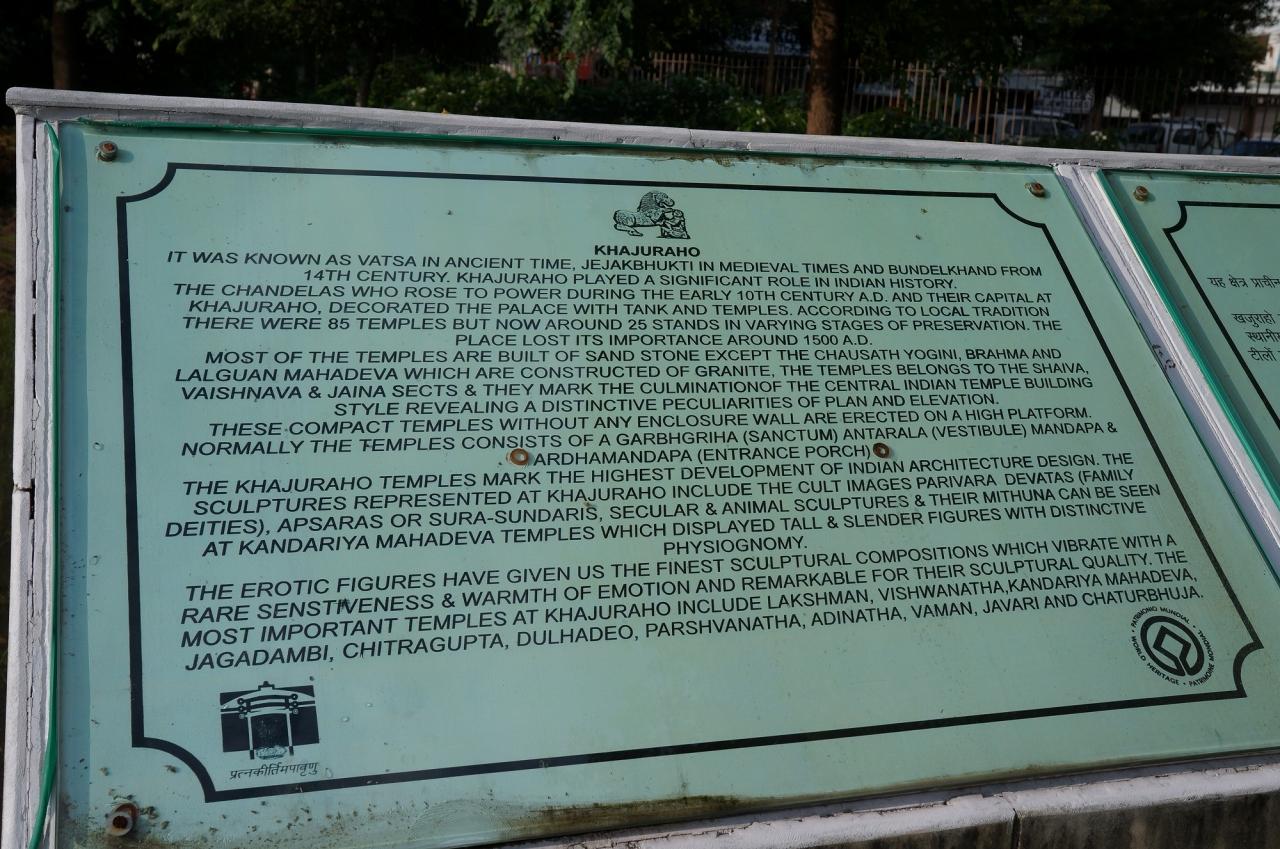 KHAJURAHO
IT WAS KNOWN AS VATSA IN ANCIENT TIME, JEJAKBHUKTI IN MEDIEVAL TIMES AND BUNDELKHAND FROM
14TH CENTURY. KHAJURAHO PLAYED A SIGNIFICANT ROLE IN INDIAN HISTORY.
THE CHANDELAS WHO ROSE TO POWER DURING THE EARLY 10TH CENTURY A.D. AND THEIR CAPITAL AT
KHAJURAHO, DECORATED THE PALACE WITH TANK AND TEMPLES. ACCORDING TO LOCAL TRADITION
THERE WERE 85 TEMPLES BUT NOW AROUND 25 STANDS IN VARYING STAGES OF PRESERVATION. THE
PLACE LOST ITS IMPORTANCE AROUND 1500 A.D.
MOST OF THE TEMPLES ARE BUILT OF SAND STONE EXCEPT THE CHAUSATH YOGINI, BRAHMA AND
LALGUAN MAHADEVA WHICH ARE CONSTRUCTED OF GRANITE, THE TEMPLES BELONGS TO THE SHAIVA,
VAISHNAVA & JAINA SECTS & THEY MARK THE CULMINATIONOF THE CENTRAL INDIAN TEMPLE BUILDING
STYLE REVEALING A DISTINCTIVE PECULIARITIES OF PLAN AND ELEVATION.
THESE COMPACT TEMPLES WITHOUT ANY ENCLOSURE WALL ARE ERECTED ON A HIGH PLATFORM.
NORMALLY THE TEMPLES CONSISTS OF A GARBHGRIHA (SANCTUM) ANTARALA (VESTIBULE) MANDAPA &
ARDHAMANDAPA (ENTRANCE PORCH)
THE KHAJURAHO TEMPLES MARK THE HIGHEST DEVELOPMENT OF INDIAN ARCHITECTURE DESIGN. THE
SCULPTURES REPRESENTED AT KHAJURAHO INCLUDE THE CULT IMAGES PARIVARA DEVATAS (FAMILY
DEITIES), APSARAS OR SURA-SUNDARIS, SECULAR & ANIMAL SCULPTURES & THEIR MITHUNA CAN BE SEEN
AT KANDARIYA MAHADEVA TEMPLES WHICH DISPLAYED TALL & SLENDER FIGURES WITH DISTINCTIVE
PHYSIOGNOMY.
THE EROTIC FIGURES HAVE GIVEN US THE FINEST SCULPTURAL COMPOSITIONS WHICH VIBRATE WITH A
RARE SENSTIVENESS & WARMTH OF EMOTION AND REMARKABLE FOR THEIR SCULPTURAL QUALITY. THE
MOST IMPORTANT TEMPLES AT KHAJURAHO INCLUDE LAKSHMAN, VISHWANATHA,KANDARIYA MAHADEVA,
JAGADAMBI, CHITRAGUPTA, DULHADEO, PARSHVANATHA, ADINATHA, VAMAN, JAVARI AND CHATURBHUJA.
प्रत्नकीर्तिमपावृणु
PATRIMONIO MUNDIAL • WORLD HERITAGE • PATRIMOINE MONDIAL •
यह क्षेत्र प्राचीन
खजुराहो
स्थानीय
टीलों